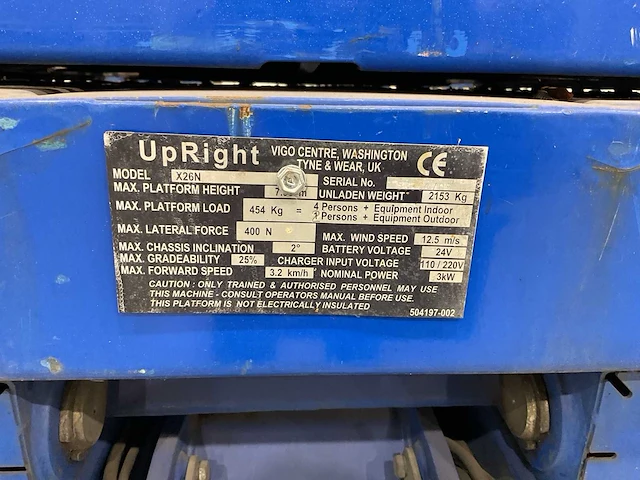 UpRight VIGO CENTRE, WASHINGTON
TYNE & WEAR, UK
CE
MODEL X26N SERIAL No.
MAX. PLATFORM HEIGHT UNLADEN WEIGHT 2153 Kg
MAX. PLATFORM LOAD 454 Kg = 4 Persons + Equipment Indoor
Persons + Equipment Outdoor
MAX. LATERAL FORCE 400 N MAX. WIND SPEED 12.5 m/s
MAX. CHASSIS INCLINATION 2° BATTERY VOLTAGE 24V
MAX. GRADEABILITY 25% CHARGER INPUT VOLTAGE 110 / 220V
MAX. FORWARD SPEED 3.2 km/h NOMINAL POWER 3kW
CAUTION : ONLY TRAINED & AUTHORISED PERSONNEL MAY USE
THIS MACHINE - CONSULT OPERATORS MANUAL BEFORE USE.
THIS PLATFORM IS NOT ELECTRICALLY INSULATED
504197-002